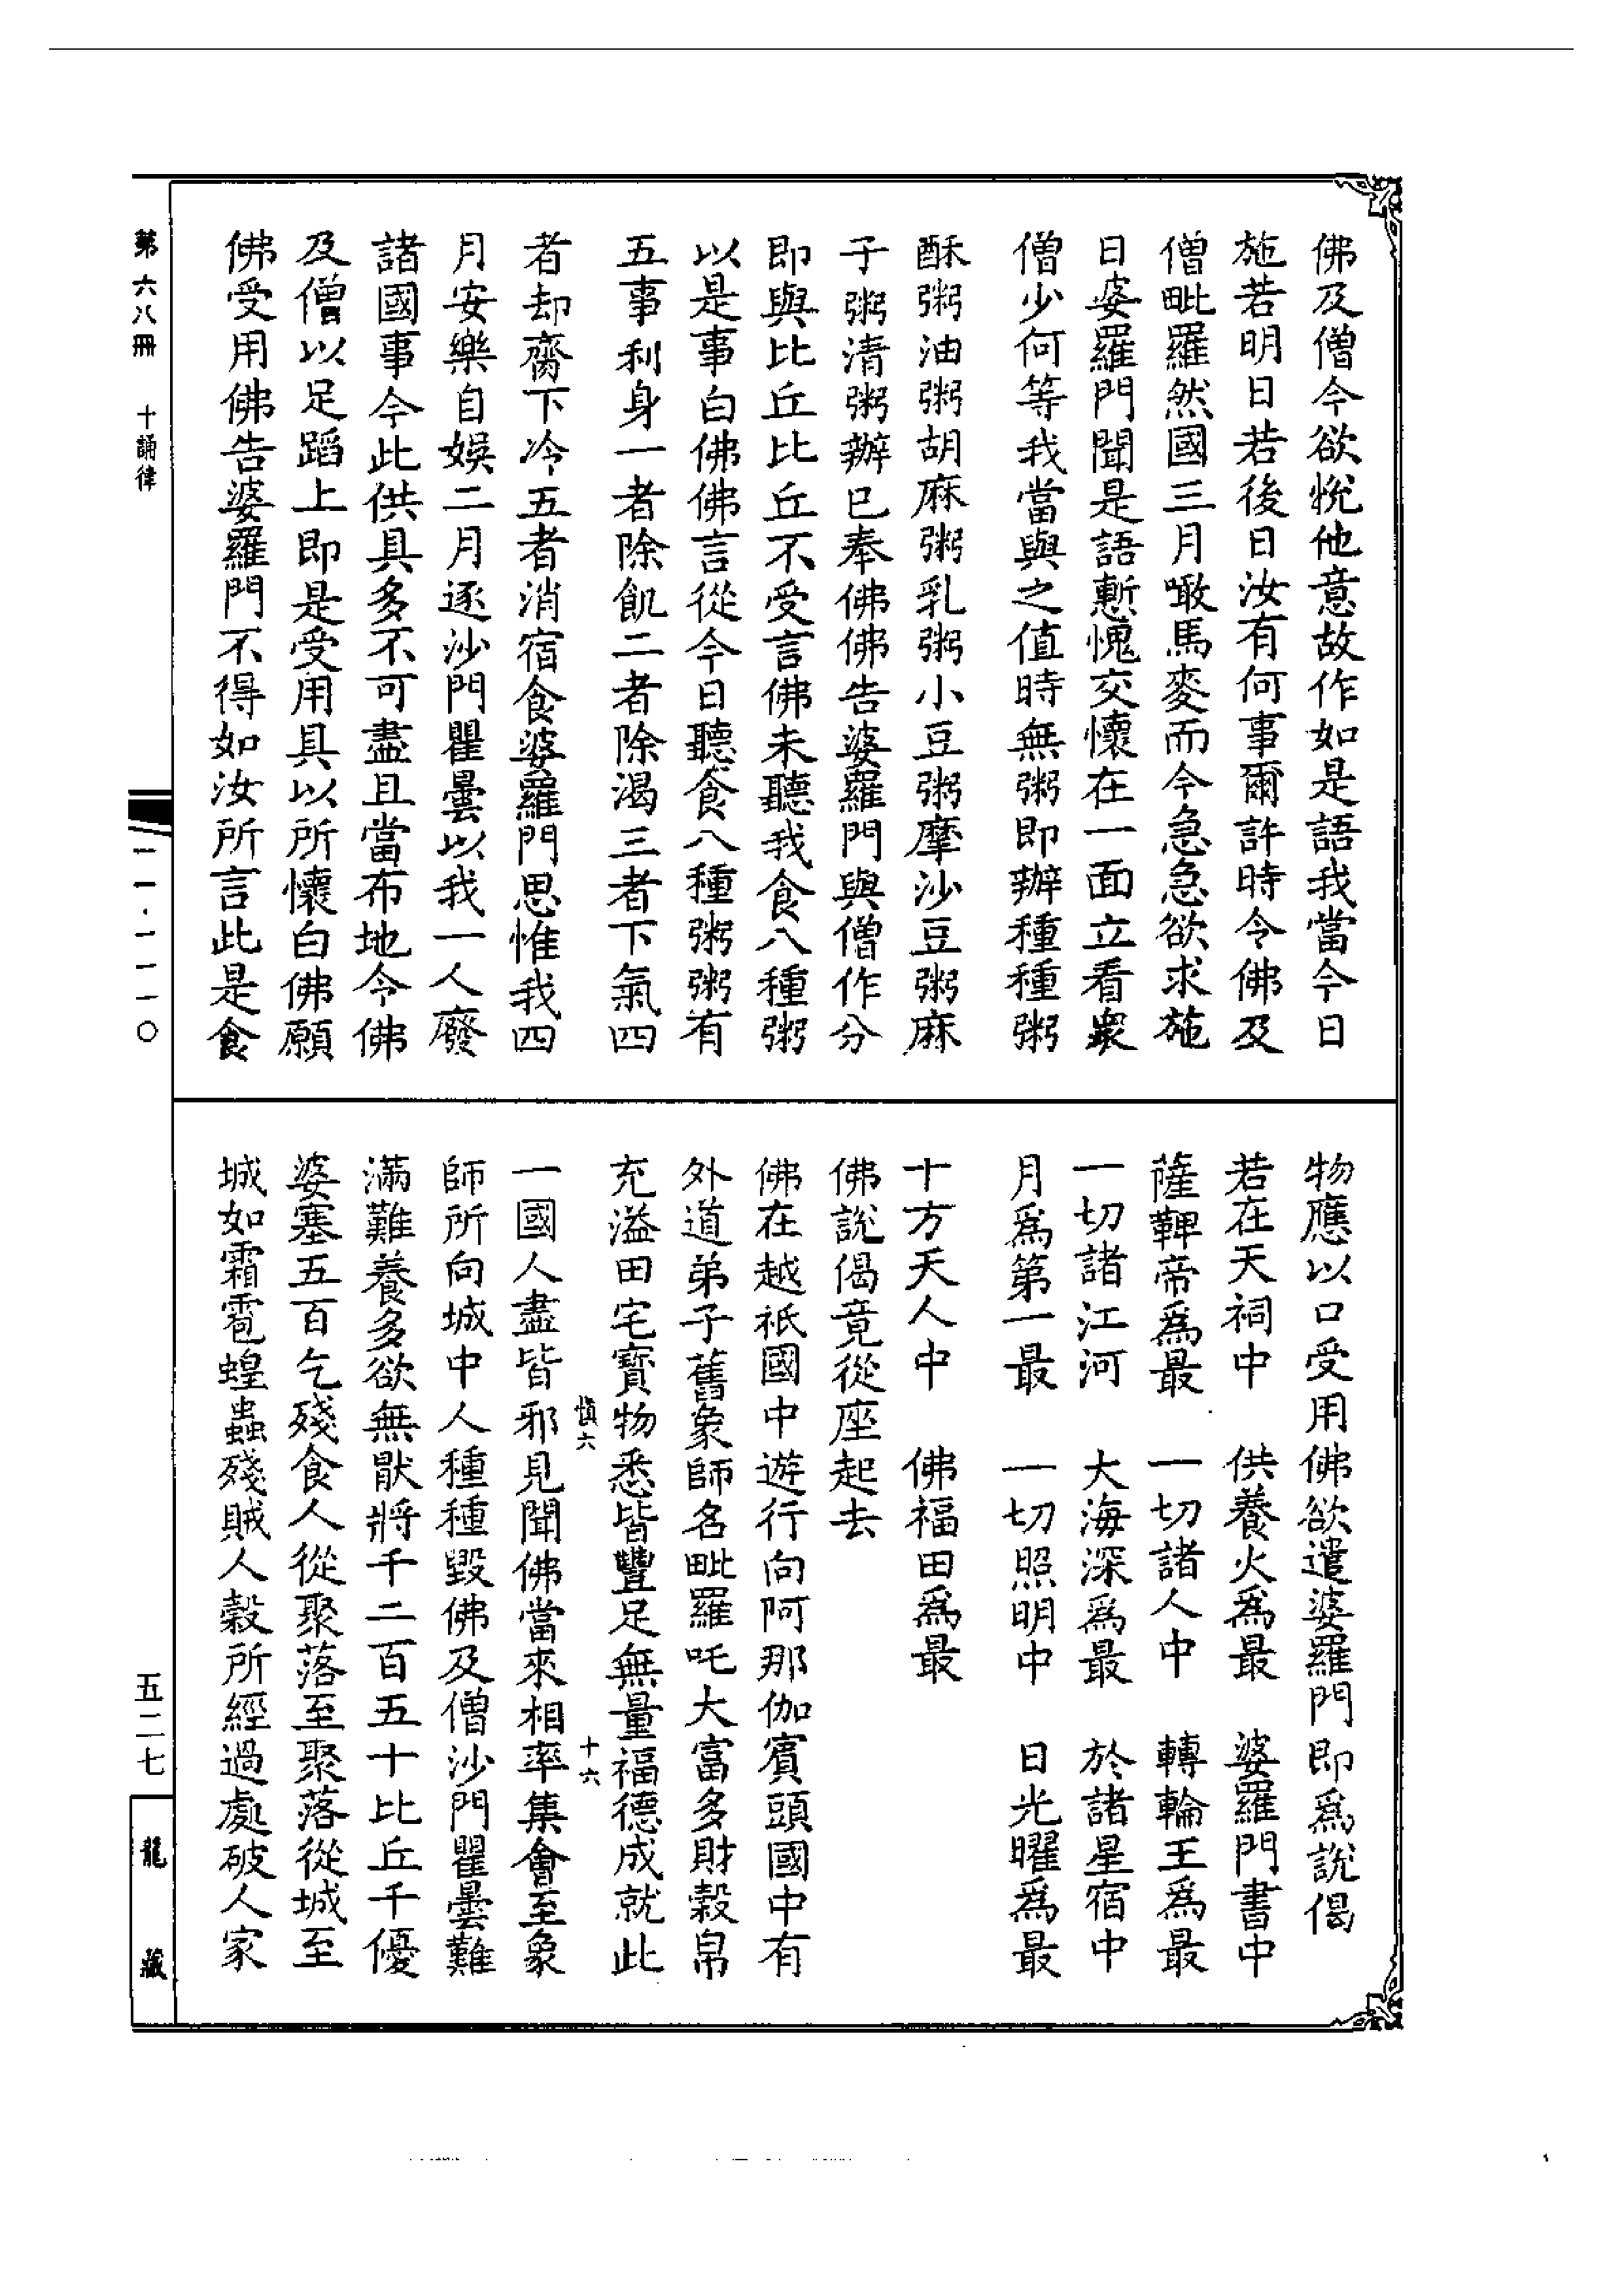 佛及僧今欲悅他意故作如是語我當今日
施若明日若後日汝有何事爾許時令佛及
僧毗羅然國三月噉馬麥而今急急欲求施
日婆羅門聞是語慙愧交懷在一面立看衆
僧少何等我當與之值時無粥即辦種種粥
酥粥油粥胡麻粥乳粥小豆粥摩沙豆粥麻
子粥清粥辦已奉佛佛告婆羅門與僧作分
即與比丘比丘不受言佛未聽我食八種粥
以是事白佛佛言從今日聽食八種粥粥有
五事利身一者除飢二者除渴三者下氣四
者却齎下冷五者消宿食婆羅門思惟我四
月安樂自娛二月逐沙門瞿曇以我一人廢
諸國事今此供具多不可盡且當布地令佛
及僧以足蹈上即是受用具以所懷白佛願
佛受用佛告婆羅門不得如汝所言此是食
物應以口受用佛欲遣婆羅門即爲說偈
若在天祠中　供養火爲最　婆羅門書中
薩鞞帝爲最　一切諸人中　轉輪王爲最
一切諸江河　大海深爲最　於諸星宿中
月爲第一最　一切照明中　日光曜爲最
十方天人中　佛福田爲最
佛說偈竟從座起去
佛在越祇國中遊行向阿那伽賓頭國中有
外道弟子舊象師名毗羅吒大富多財穀帛
充溢田宅寶物悉皆豐足無量福德成就此
慎六　十六
一國人盡皆邪見聞佛當來相率集會至象
師所向城中人種種毀佛及僧沙門瞿曇難
滿難養多欲無猒將千二百五十比丘千優
婆塞五百乞殘食人從聚落至聚落從城至
城如霜雹蝗蟲殘賊人穀所經過處破人家
第六八冊　十誦律
一一·一一一〇
五二七
龍藏